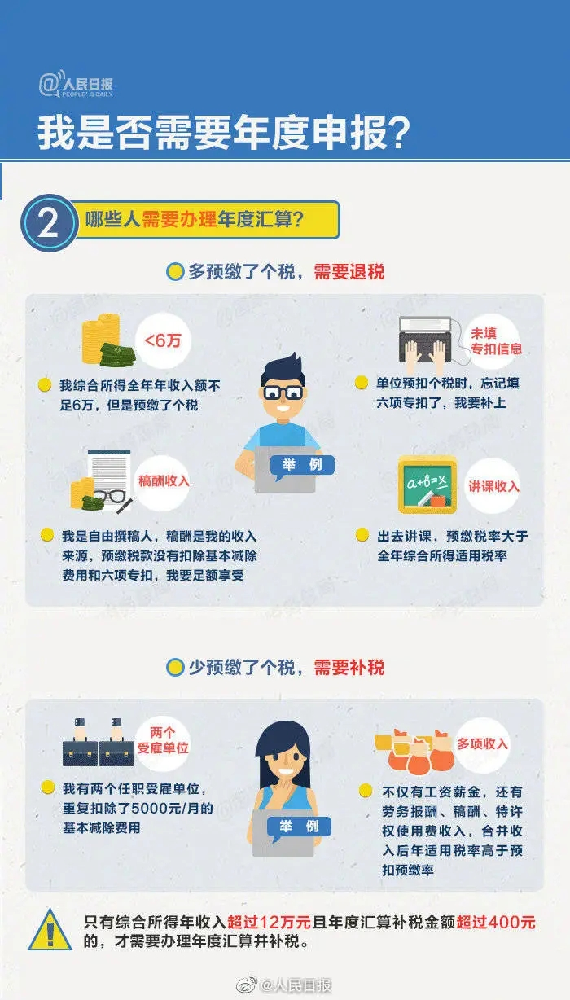 @人民日报
PEOPLE'S DAILY
我是否需要年度申报?
2
哪些人需要办理年度汇算?
多预缴了个税，需要退税
<6万
我综合所得全年年收入额不
足6万，但是预缴了个税
未填
专扣信息
单位预扣个税时，忘记填
六项专扣了，我要补上
举 例
稿酬收入
我是自由撰稿人，稿酬是我的收入
来源，预缴税款没有扣除基本减除
费用和六项专扣，我要足额享受
a+b=x
讲课收入
出去讲课，预缴税率大于
全年综合所得适用税率
少预缴了个税，需要补税
两个
受雇单位
我有两个任职受雇单位，
重复扣除了5000元/月的
基本减除费用
举 例
多项收入
不仅有工资薪金，还有
劳务报酬、稿酬、特许
权使用费收入，合并收
入后年适用税率高于预
扣预缴率
!
只有综合所得年收入超过12万元且年度汇算补税金额超过400元
的，才需要办理年度汇算并补税。
@人民日报